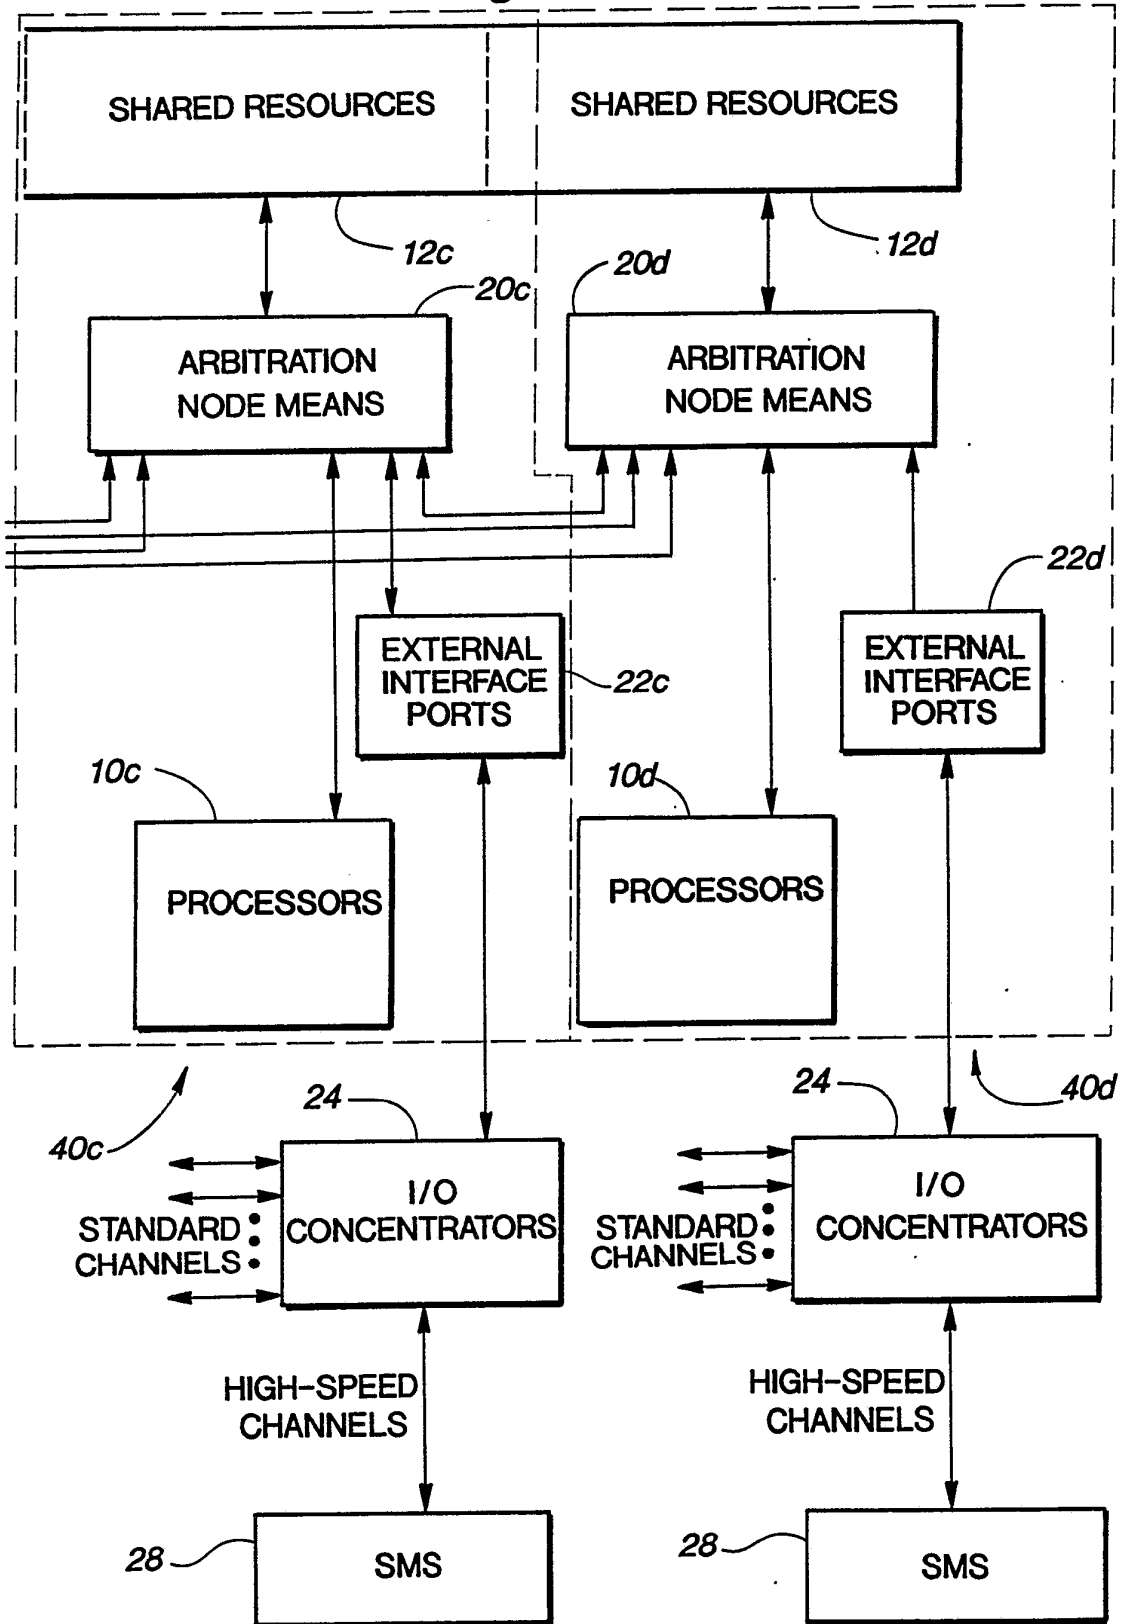 SHARED RESOURCES
SHARED RESOURCES
12c
12d
20c
20d
ARBITRATION
NODE MEANS
ARBITRATION
NODE MEANS
22d
EXTERNAL
INTERFACE
PORTS
22c
EXTERNAL
INTERFACE
PORTS
10c
10d
PROCESSORS
PROCESSORS
40c
24
24
40d
I/O
CONCENTRATORS
STANDARD
CHANNELS
I/O
CONCENTRATORS
STANDARD
CHANNELS
HIGH-SPEED
CHANNELS
HIGH-SPEED
CHANNELS
28
SMS
28
SMS